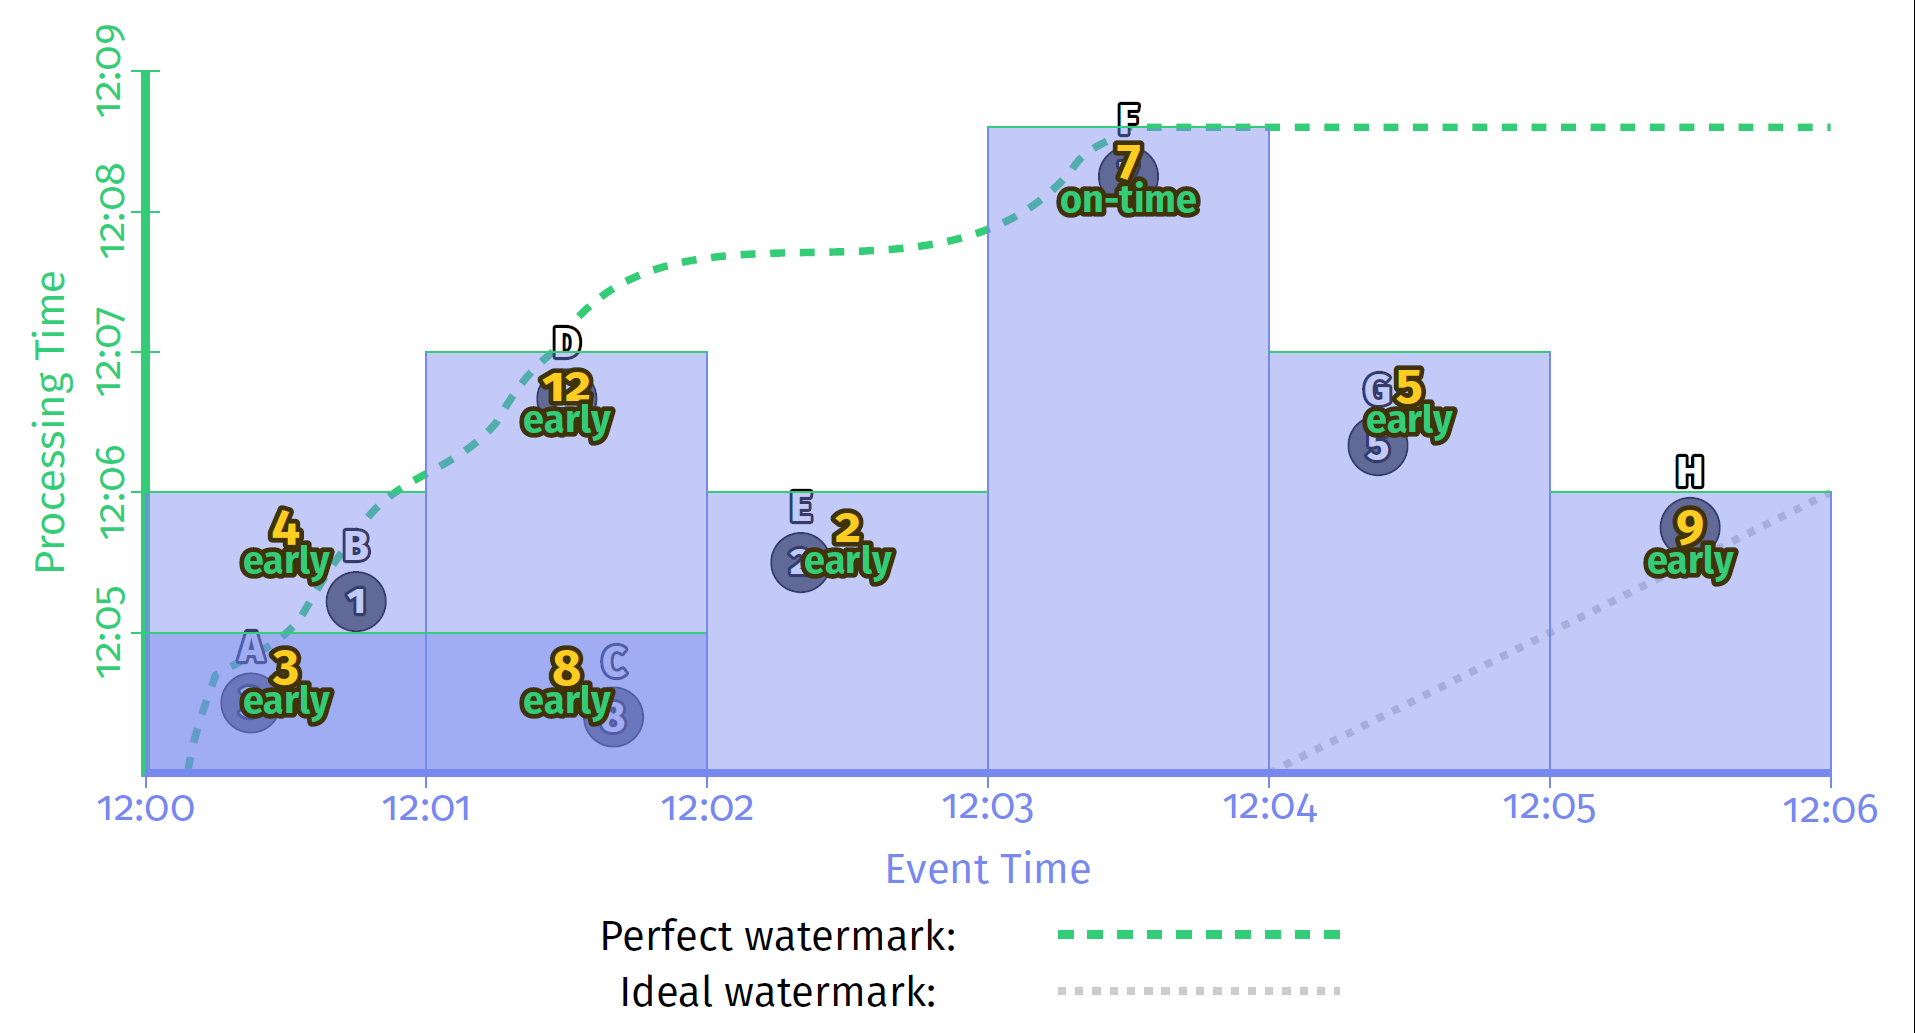 12:09
12:08
12:07
12:06
12:05
Processing Time
F
7
on-time
D
12
early
G
5
early
5
H
9
early
E
2
early
2
4
early
B
1
A
3
early
3
8
early
C
8
12:00
12:01
12:02
12:03
12:04
12:05
12:06
Event Time
Perfect watermark:
Ideal watermark: